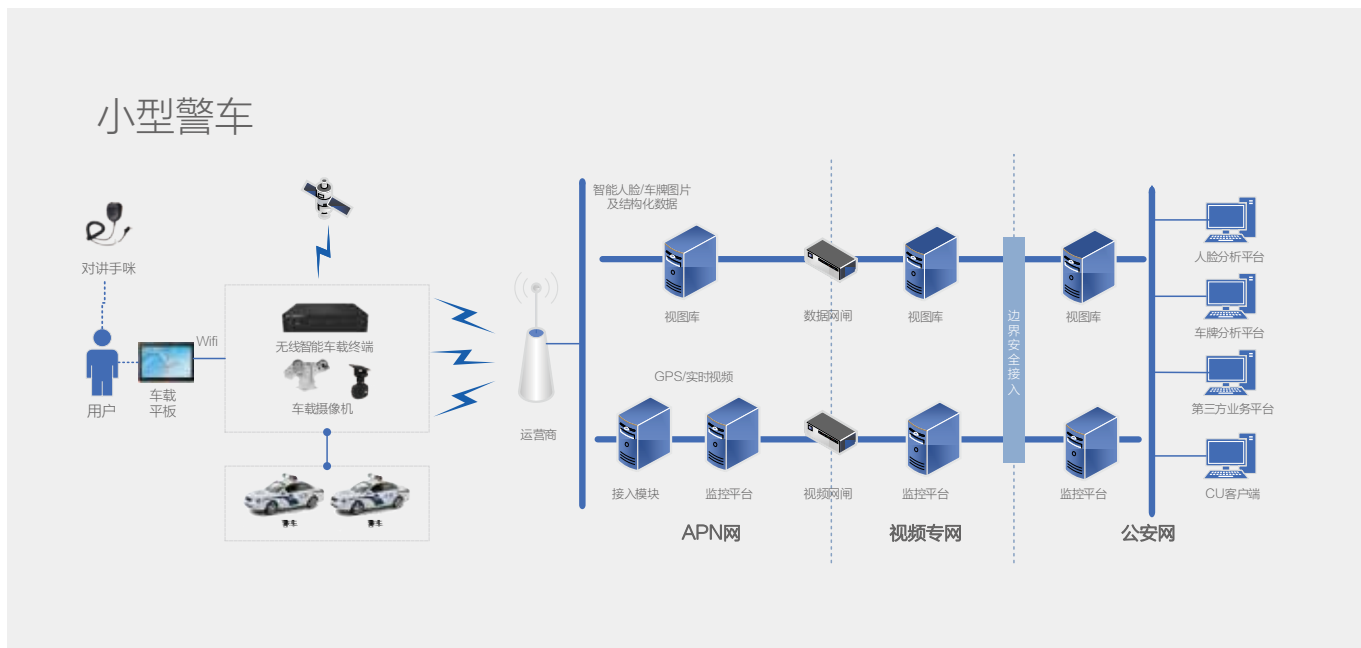 小型警车
智能人脸/车牌图片
及结构化数据
对讲手咪
视图库
数据网闸
视图库
视图库
边界安全接入
人脸分析平台
Wifi
无线智能车载终端
车牌分析平台
用户
车载
平板
车载摄像机
GPS/实时视频
第三方业务平台
运营商
接入模块
监控平台
视频网闸
监控平台
监控平台
CU客户端
警车
警车
APN网
视频专网
公安网